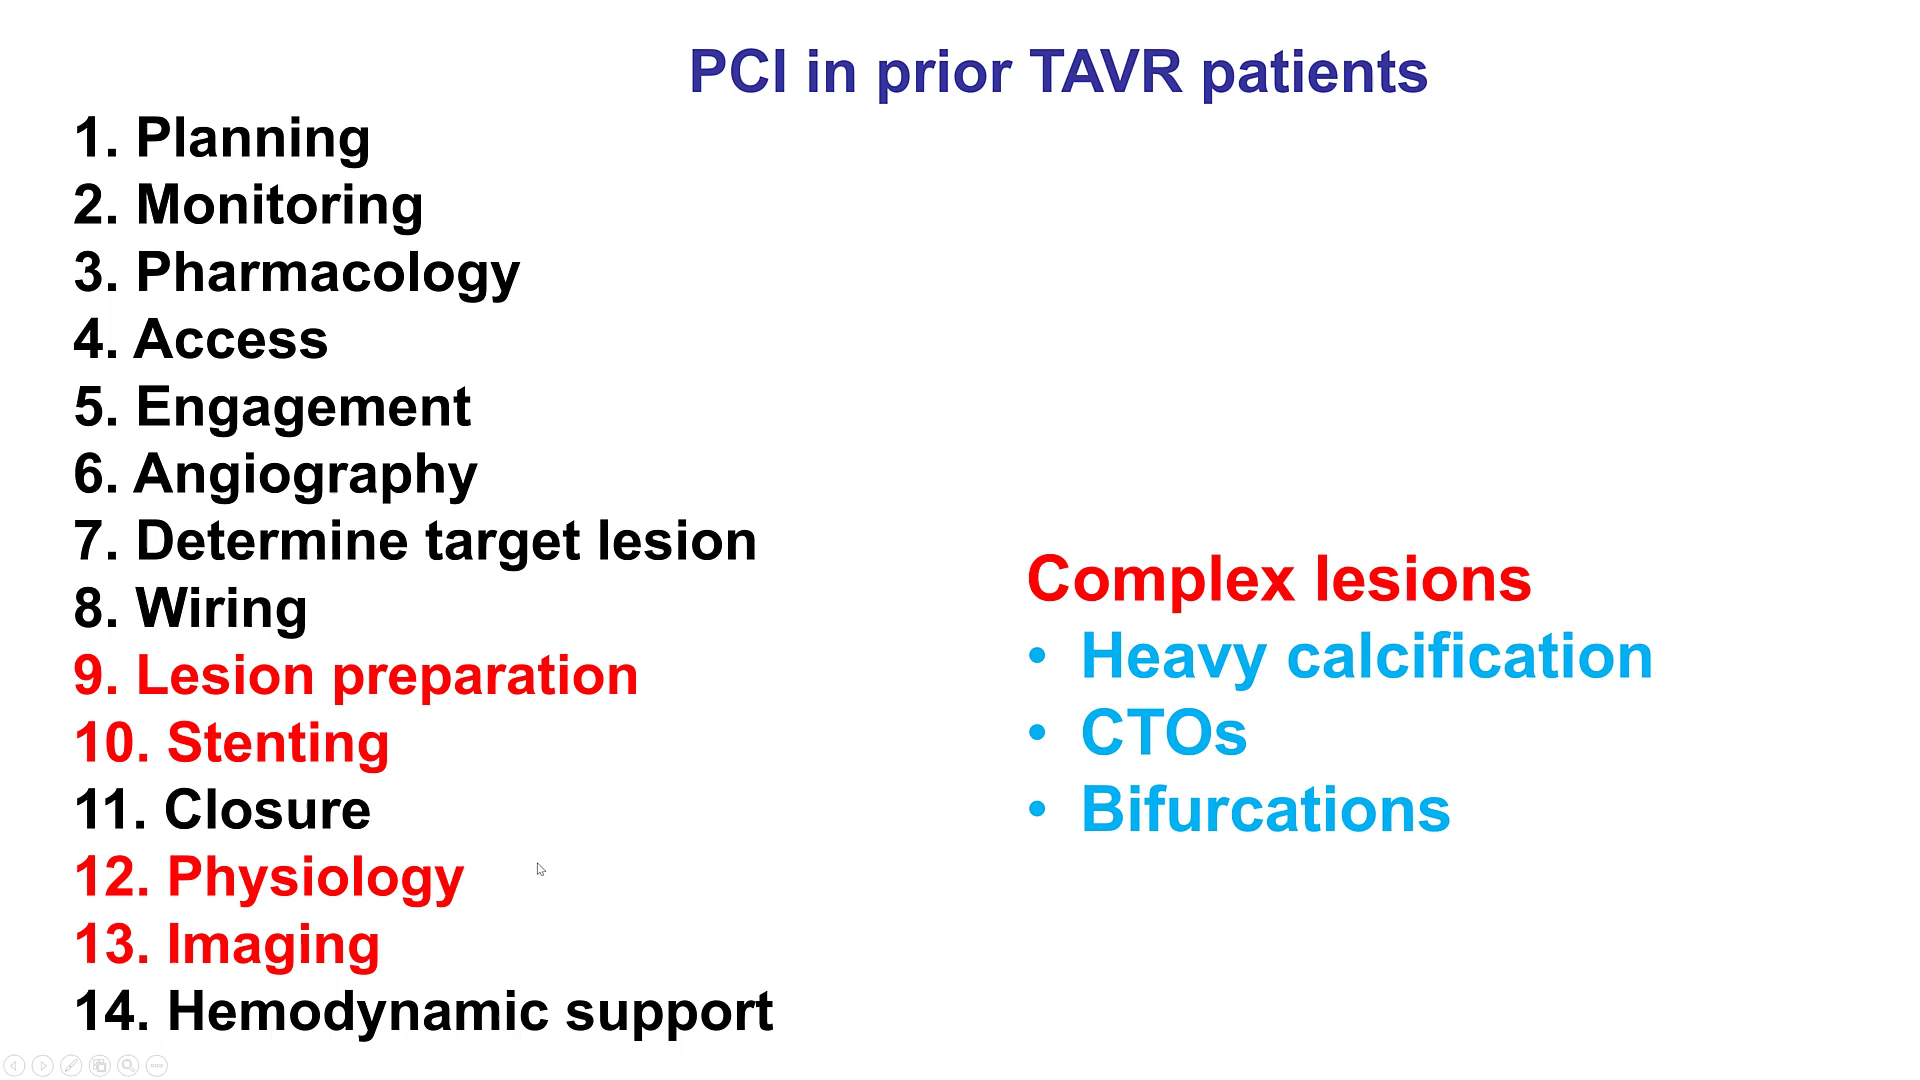 PCI in prior TAVR patients
1. Planning
2. Monitoring
3. Pharmacology
4. Access
5. Engagement
6. Angiography
7. Determine target lesion
8. Wiring
9. Lesion preparation
10. Stenting
11. Closure
12. Physiology
13. Imaging
14. Hemodynamic support
Complex lesions
• Heavy calcification
• CTOs
• Bifurcations